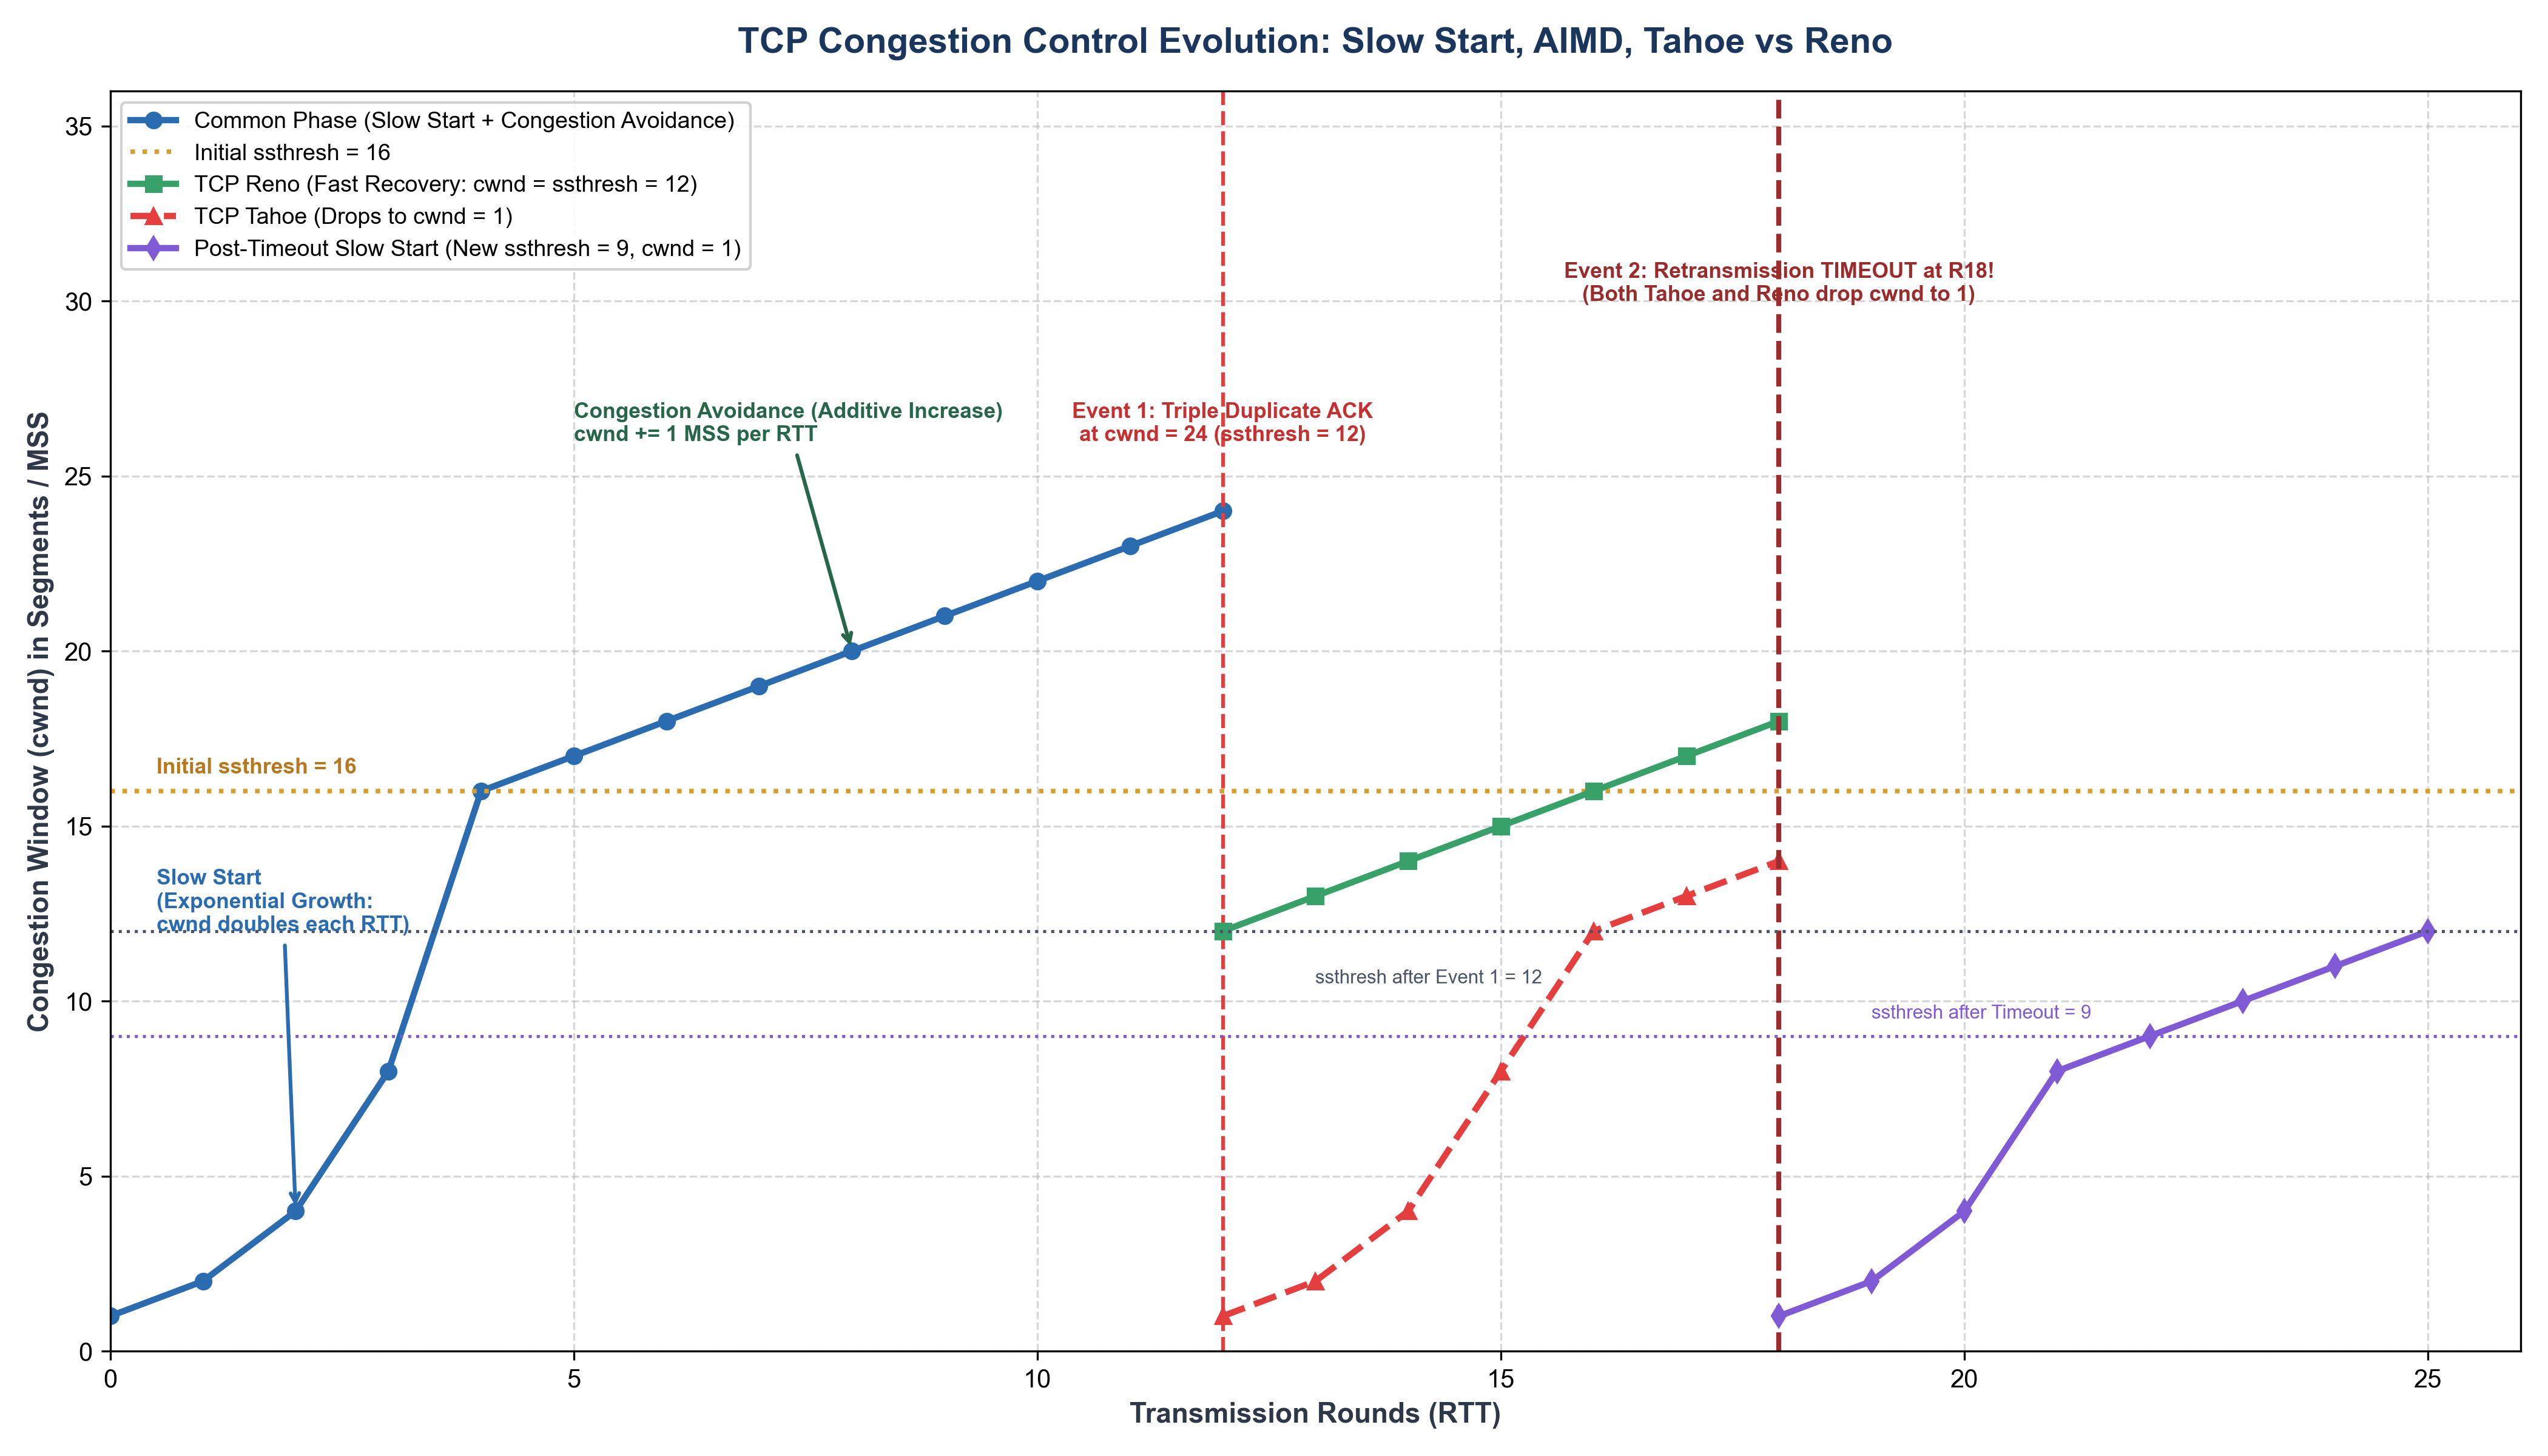 TCP Congestion Control Evolution: Slow Start, AIMD, Tahoe vs Reno
Common Phase (Slow Start + Congestion Avoidance)
Initial ssthresh = 16
TCP Reno (Fast Recovery: cwnd = ssthresh = 12)
TCP Tahoe (Drops to cwnd = 1)
Post-Timeout Slow Start (New ssthresh = 9, cwnd = 1)
Event 2: Retransmission TIMEOUT at R18!
(Both Tahoe and Reno drop cwnd to 1)
Congestion Avoidance (Additive Increase)
cwnd += 1 MSS per RTT
Event 1: Triple Duplicate ACK
at cwnd = 24 (ssthresh = 12)
Initial ssthresh = 16
Slow Start
(Exponential Growth:
cwnd doubles each RTT)
ssthresh after Event 1 = 12
ssthresh after Timeout = 9
Congestion Window (cwnd) in Segments / MSS
35
30
25
20
15
10
5
0
0
5
10
15
20
25
Transmission Rounds (RTT)